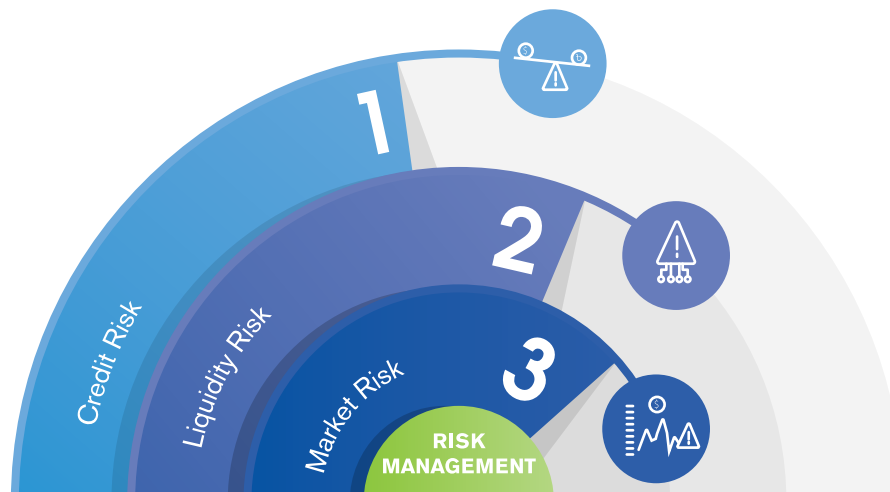 1
Credit Risk
2
Liquidity Risk
3
Market Risk
RISK
MANAGEMENT